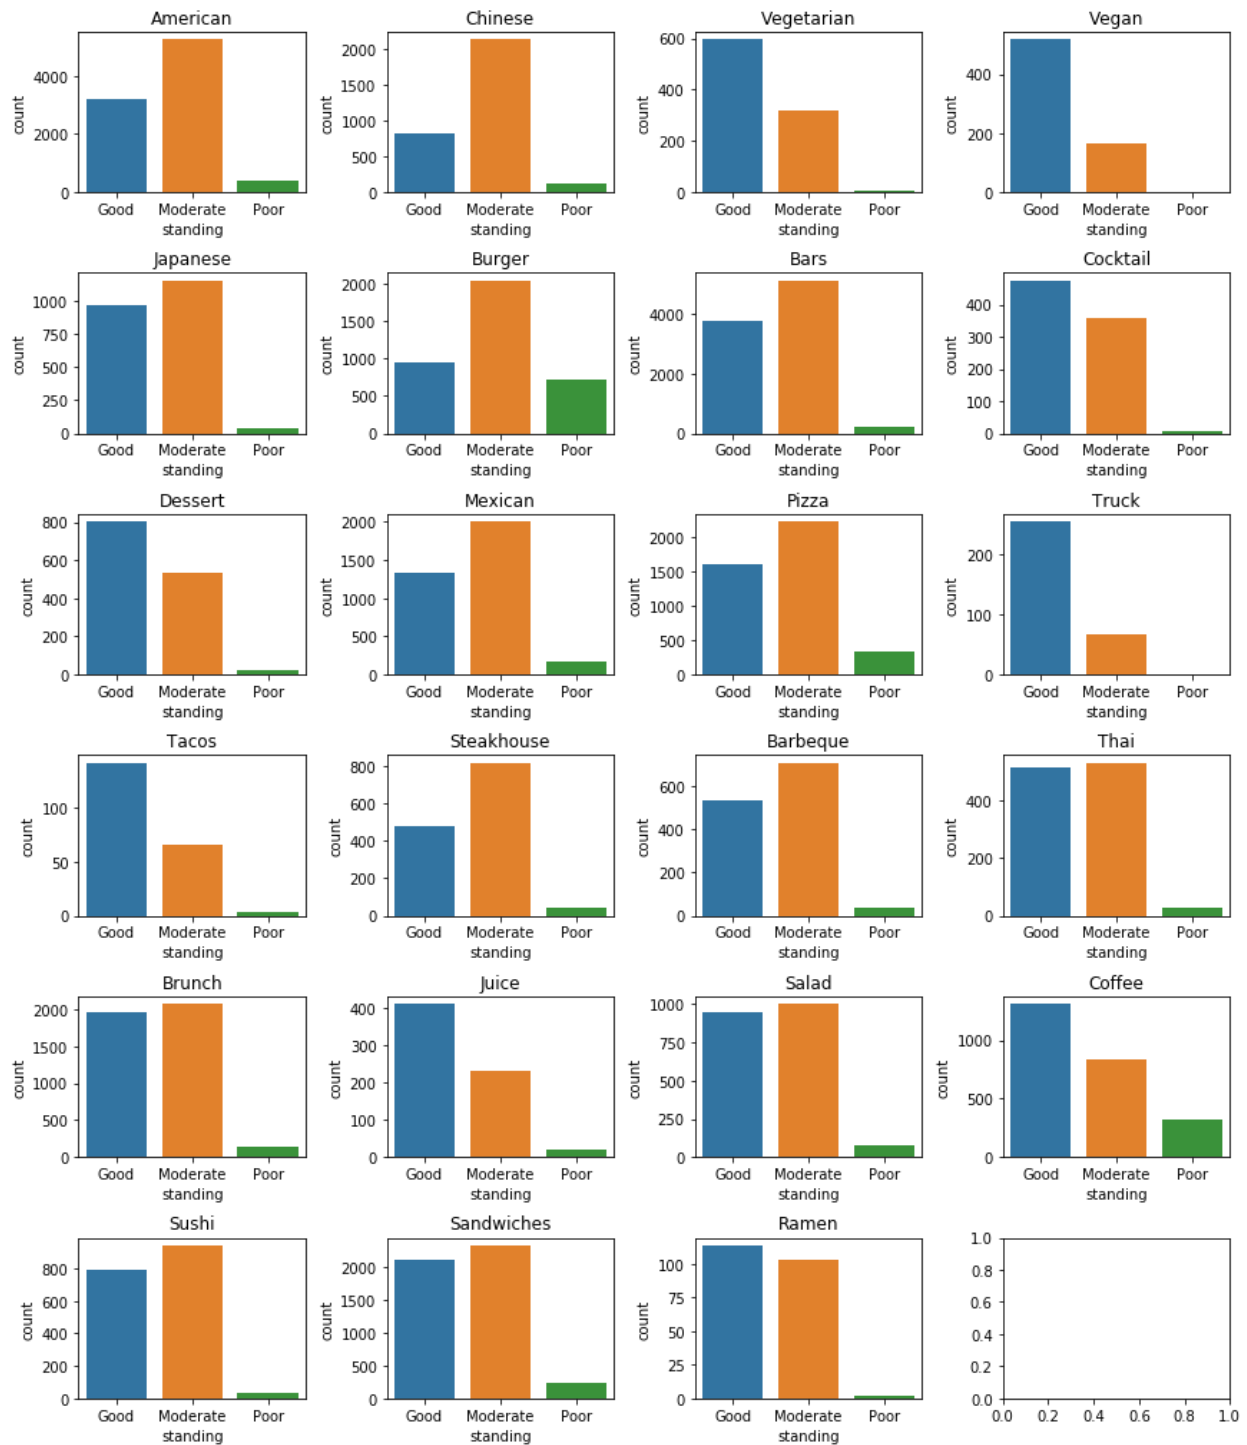 American
Chinese
Vegetarian
Vegan
4000
2000
0
count
Good Moderate Poor
standing
2000
1500
1000
500
0
count
Good Moderate Poor
standing
600
400
200
0
count
Good Moderate Poor
standing
400
200
0
count
Good Moderate Poor
standing
Japanese
Burger
Bars
Cocktail
1000
750
500
250
0
count
Good Moderate Poor
standing
2000
1500
1000
500
0
count
Good Moderate Poor
standing
4000
2000
0
count
Good Moderate Poor
standing
400
300
200
100
0
count
Good Moderate Poor
standing
Dessert
Mexican
Pizza
Truck
800
600
400
200
0
count
Good Moderate Poor
standing
2000
1500
1000
500
0
count
Good Moderate Poor
standing
2000
1500
1000
500
0
count
Good Moderate Poor
standing
200
100
0
count
Good Moderate Poor
standing
Tacos
Steakhouse
Barbeque
Thai
100
50
0
count
Good Moderate Poor
standing
800
600
400
200
0
count
Good Moderate Poor
standing
600
400
200
0
count
Good Moderate Poor
standing
400
200
0
count
Good Moderate Poor
standing
Brunch
Juice
Salad
Coffee
2000
1500
1000
500
0
count
Good Moderate Poor
standing
400
300
200
100
0
count
Good Moderate Poor
standing
1000
750
500
250
0
count
Good Moderate Poor
standing
1000
500
0
count
Good Moderate Poor
standing
Sushi
Sandwiches
Ramen
800
600
400
200
0
count
Good Moderate Poor
standing
2000
1500
1000
500
0
count
Good Moderate Poor
standing
100
75
50
25
0
count
Good Moderate Poor
standing
1.0
0.8
0.6
0.4
0.2
0.0
0.0 0.2 0.4 0.6 0.8 1.0